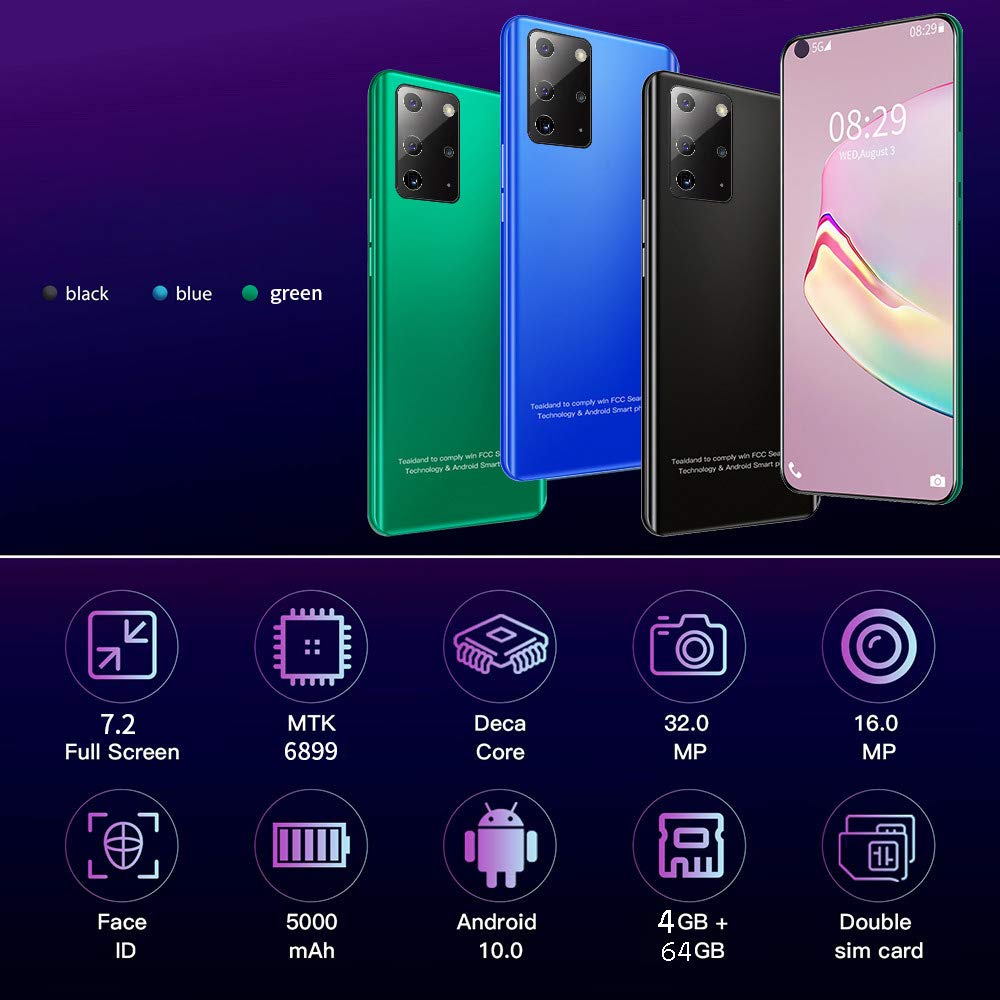 5G
08:29
08:29
WED,August 3
black
blue
green
Teaidand to comply win FCC Sea
Technology & Android Smart
Teaidand to comply win FCC Sea
Technology & Android Smart ph
Teaidand to comply win FCC Sea
Technology & Android Smart p
7.2
Full Screen
MTK
6899
Deca
Core
32.0
MP
16.0
MP
Face
ID
5000
mAh
Android
10.0
4GB +
64GB
Double
sim card